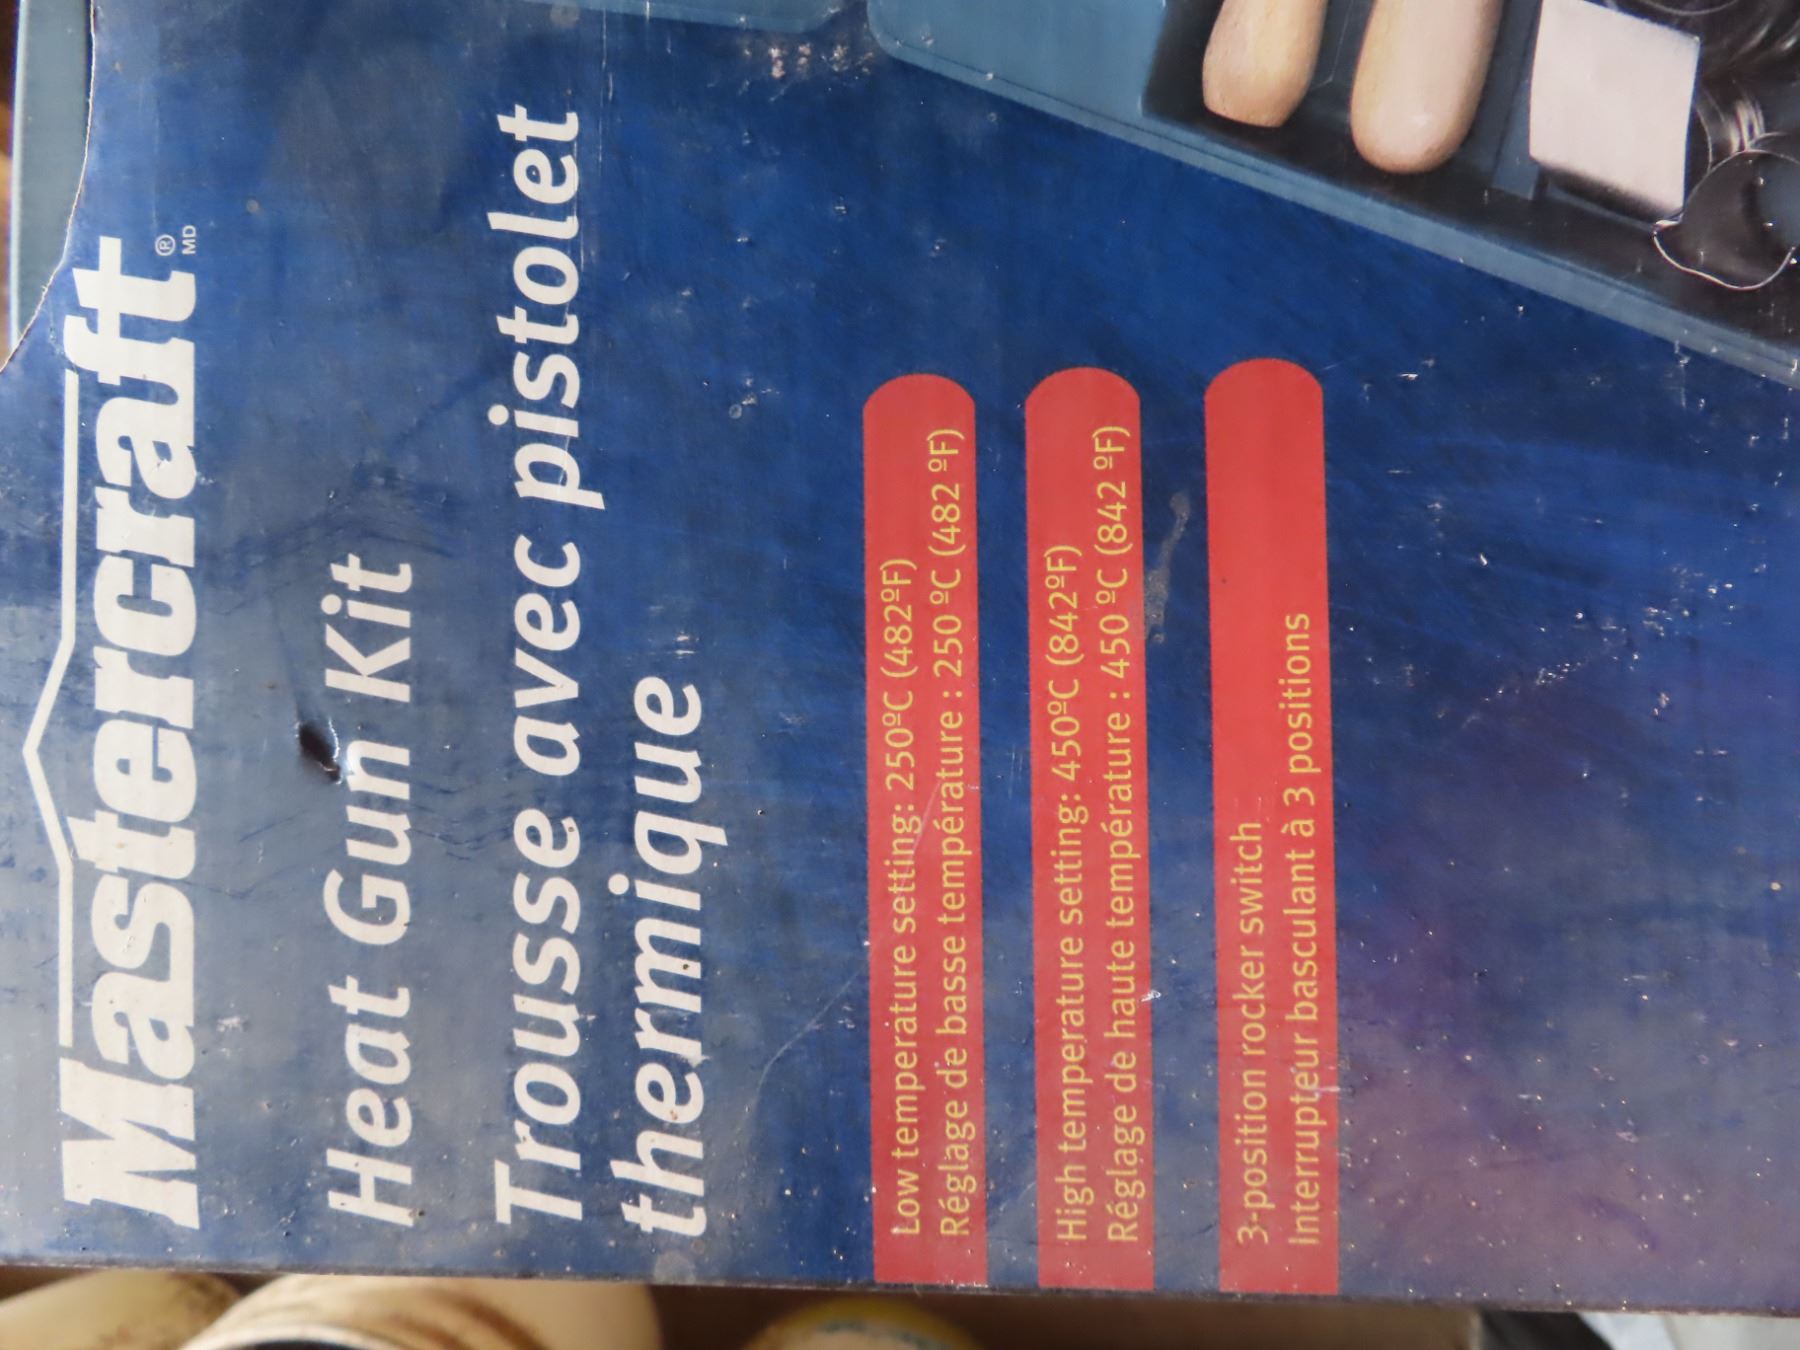 Mastercraft®
MD
Heat Gun Kit
Trousse avec pistolet
thermique
Low temperature setting: 250ºC (482ºF)
Réglage de basse température : 250 ºC (482 ºF)
High temperature setting: 450ºC (842ºF)
Réglage de haute température : 450 ºC (842 ºF)
3-position rocker switch
Interrupteur basculant à 3 positions